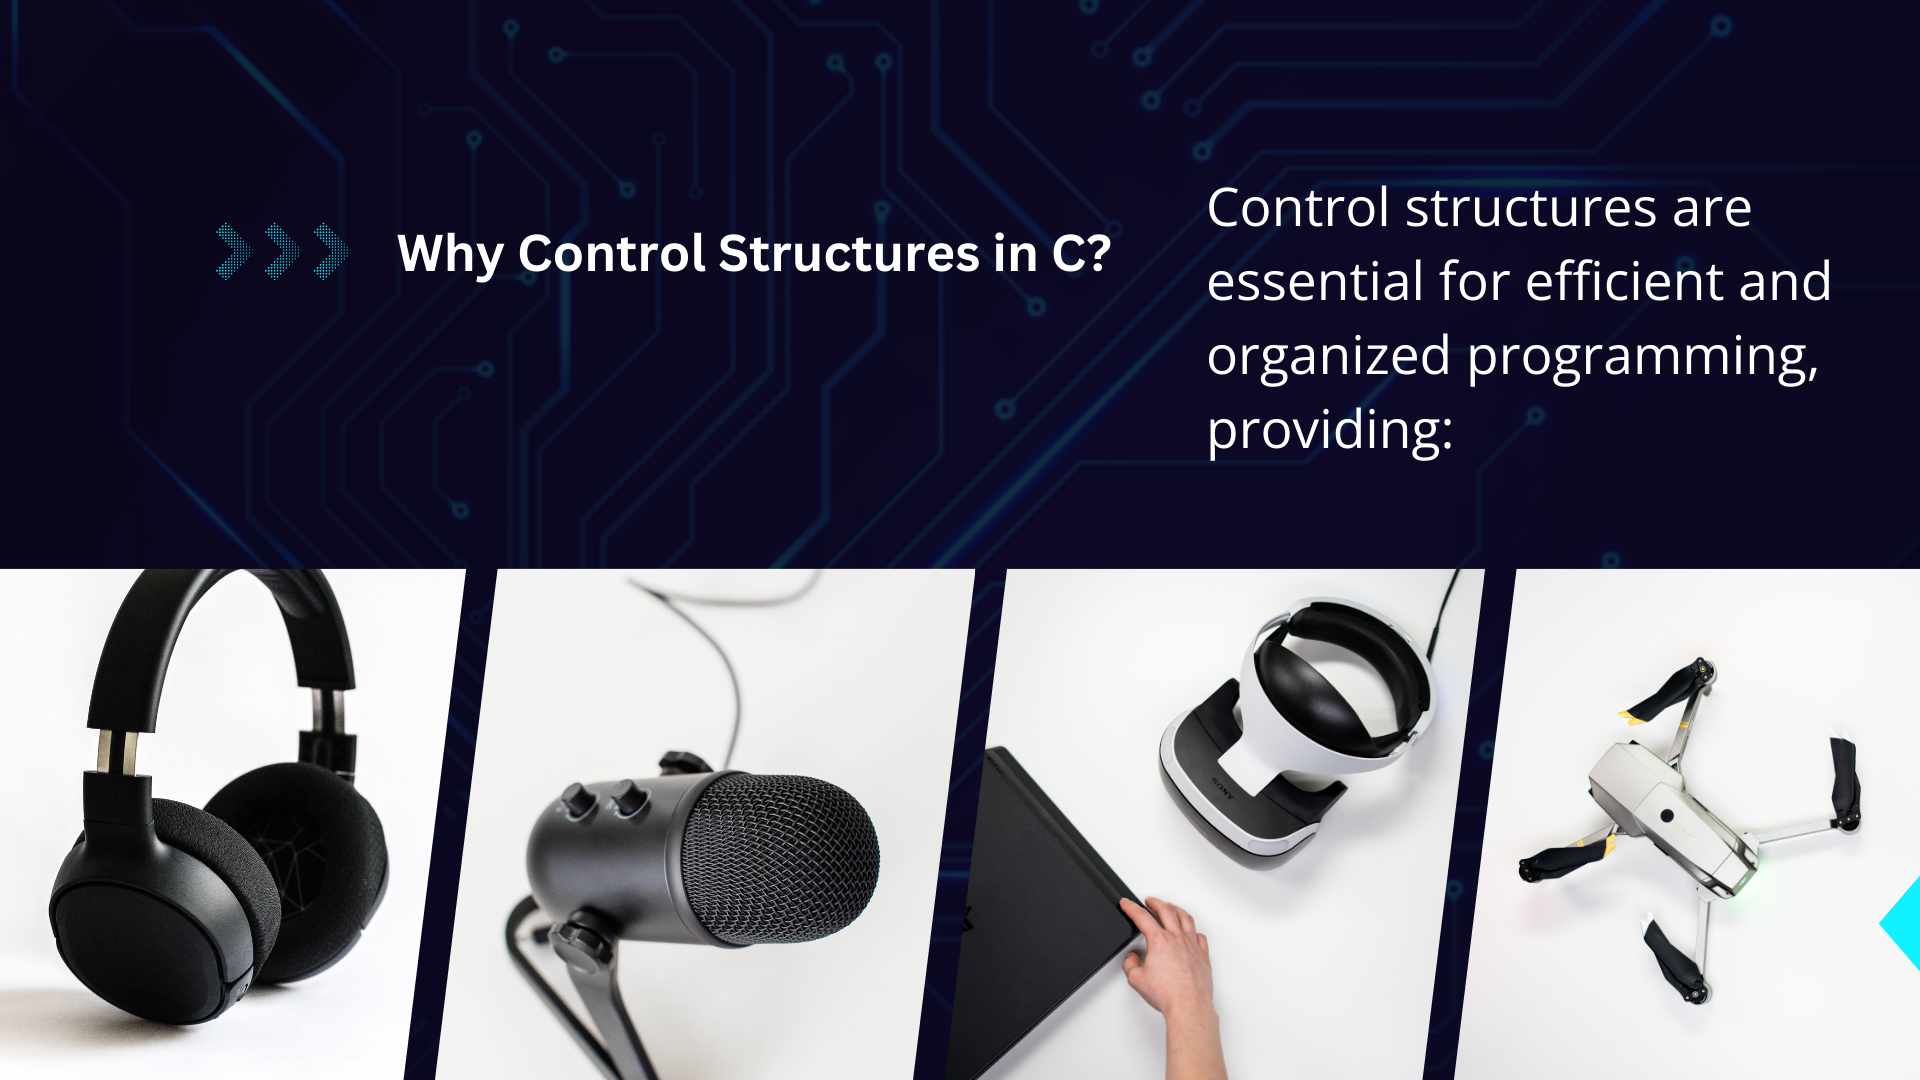 Why Control Structures in C?
Control structures are
essential for efficient and
organized programming,
providing:
SONY